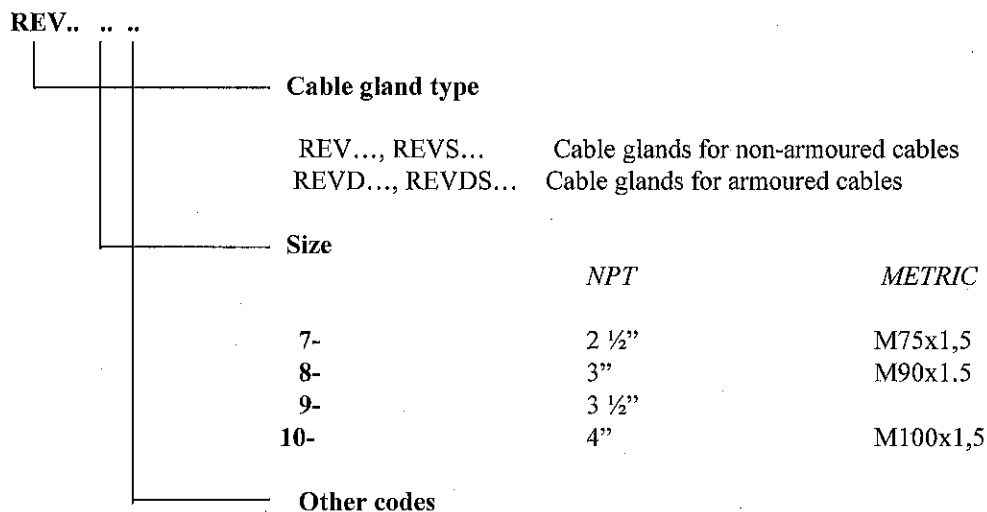 REV.. .. ..
Cable gland type
REV…, REVS… Cable glands for non-armoured cables
REVD…, REVDS… Cable glands for armoured cables
Size
NPT METRIC
7- 2 ½” M75x1,5
8- 3” M90x1.5
9- 3 ½”
10- 4” M100x1,5
Other codes